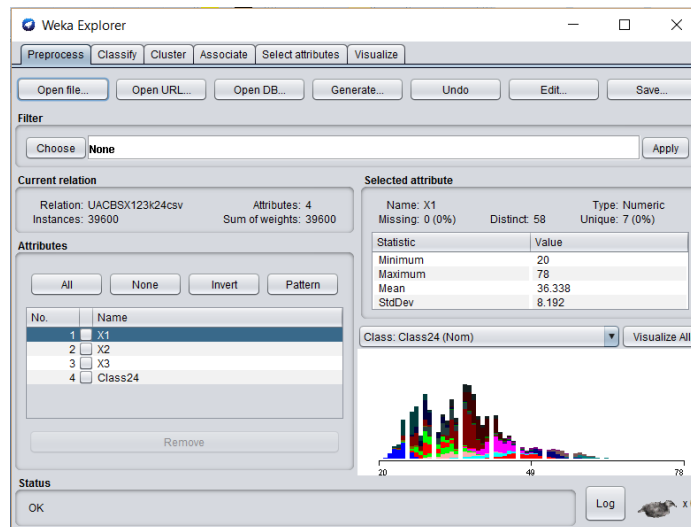 Weka Explorer
Preprocess Classify Cluster Associate Select attributes Visualize
Open file... Open URL... Open DB... Generate... Undo Edit... Save...
Filter
Choose None Apply
Current relation
Relation: UACBSX123k24csv Attributes: 4
Instances: 39600 Sum of weights: 39600
Attributes
All None Invert Pattern
No. Name
1 X1
2 X2
3 X3
4 Class24
Remove
Selected attribute
Name: X1 Type: Numeric
Missing: 0 (0%) Distinct: 58 Unique: 7 (0%)
Statistic Value
Minimum 20
Maximum 78
Mean 36.338
StdDev 8.192
Class: Class24 (Nom) Visualize All
20 49 78
Status
OK Log x